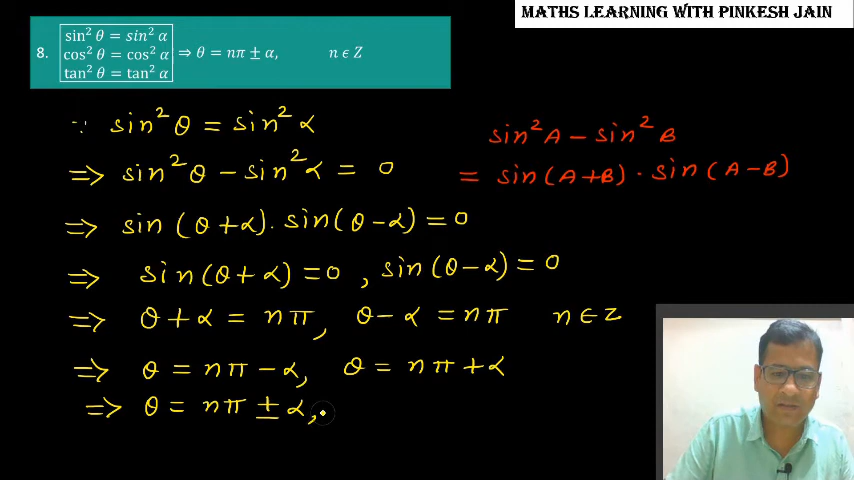 MATHS LEARNING WITH PINKESH JAIN
8. sin² θ = sin² α
cos² θ = cos² α ⇒ θ = nπ ± α, n ϵ Z
tan² θ = tan² α
∵ sin²θ = sin²α
⇒ sin²θ - sin²α = 0
⇒ sin(θ+α). sin(θ-α) = 0
⇒ sin(θ+α) = 0, sin(θ-α) = 0
⇒ θ+α = nπ, θ-α = nπ n∈Z
⇒ θ = nπ-α, θ = nπ+α
⇒ θ = nπ ± α,
sin²A - sin²B
= sin(A+B) · sin(A-B)